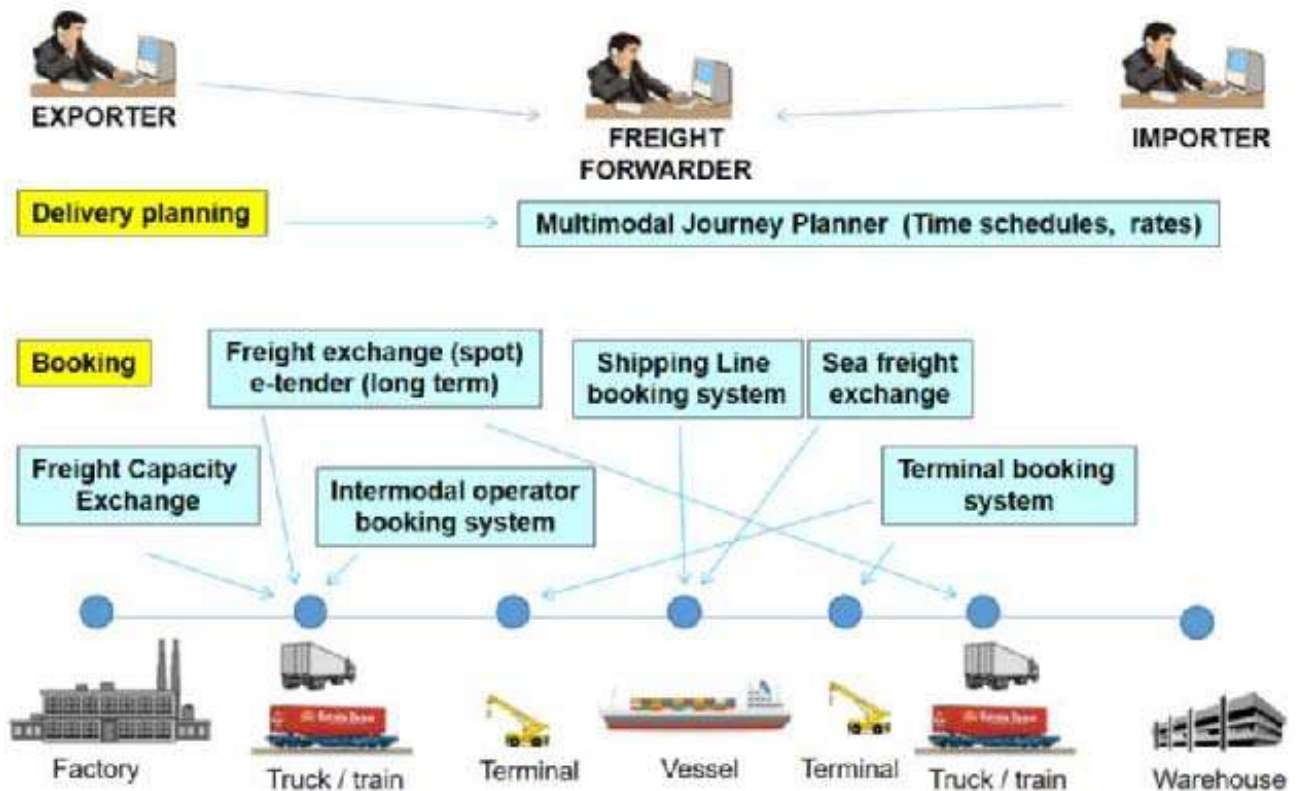 EXPORTER
FREIGHT
FORWARDER
IMPORTER
Delivery planning
Multimodal Journey Planner (Time schedules, rates)
Booking
Freight exchange (spot)
e-tender (long term)
Shipping Line
booking system
Sea freight
exchange
Freight Capacity
Exchange
Intermodal operator
booking system
Terminal booking
system
Factory
Truck / train
Terminal
Vessel
Terminal
Truck / train
Warehouse